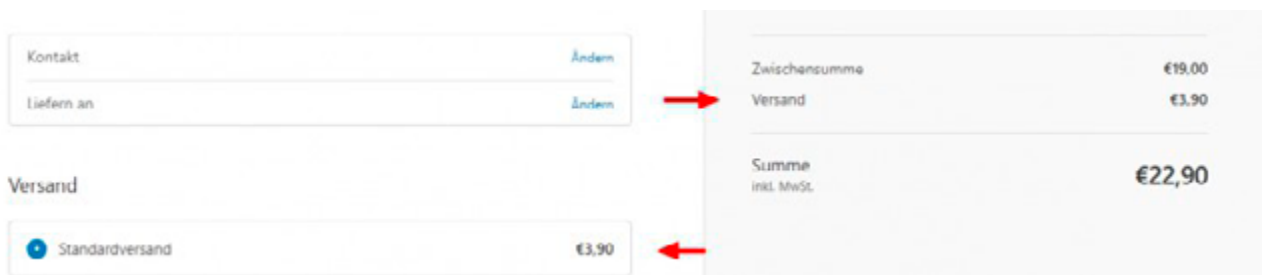 Kontakt Ändern
Liefern an Ändern
Versand
Standardversand €3,90
Zwischensumme €19,00
Versand €3,90
Summe €22,90
inkl. MwSt.